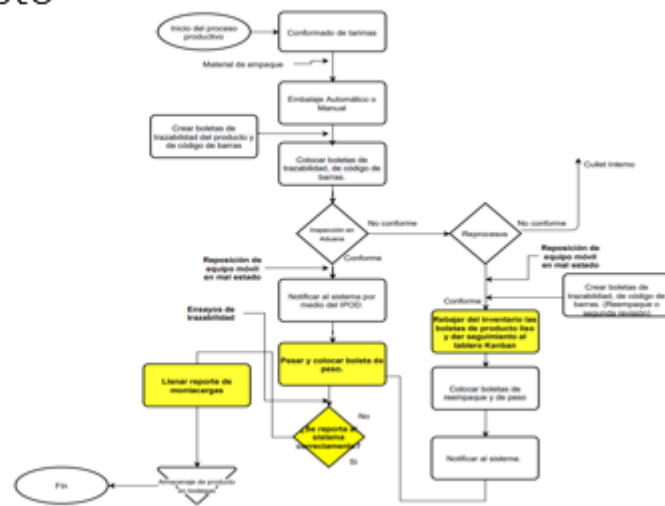 Inicio del proceso
productivo
Conformado de tarimas
Material de empaque
Embalaje Automático o
Manual
Crear boletas de
trazabilidad del producto y
de código de barras
Colocar boletas de
trazabilidad, de código de
barras.
Cullet Interno
Inspección en
Aduana
No conforme
Reprocesos
No conforme
Conforme
Reposición de
equipo móvil
en mal estado
Reposición de
equipo móvil
en mal estado
Notificar al sistema por
medio del IPOD.
Crear boletas de
trazabilidad, de código de
barras. (Reempaque o
segunda revisión)
Conforme
Ensayos de
trazabilidad
Rebajar del inventario las
boletas de producto liso
y dar seguimiento al
tablero Kanban
Pesar y colocar boleta de
peso.
Llenar reporte de
montacargas
Colocar boletas de
reempaque y de peso
No
¿Se reporta al
sistema
correctamente?
Si
Notificar al sistema.
Almacenaje de producto
en bodegas
Fin